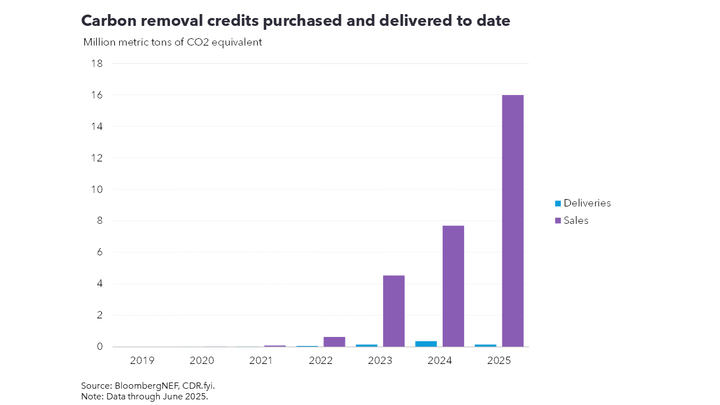 Carbon removal credits purchased and delivered to date
Million metric tons of CO2 equivalent
18
16
14
12
10
8
6
4
2
0
2019 2020 2021 2022 2023 2024 2025
Deliveries
Sales
Source: BloombergNEF, CDR.fyi.
Note: Data through June 2025.